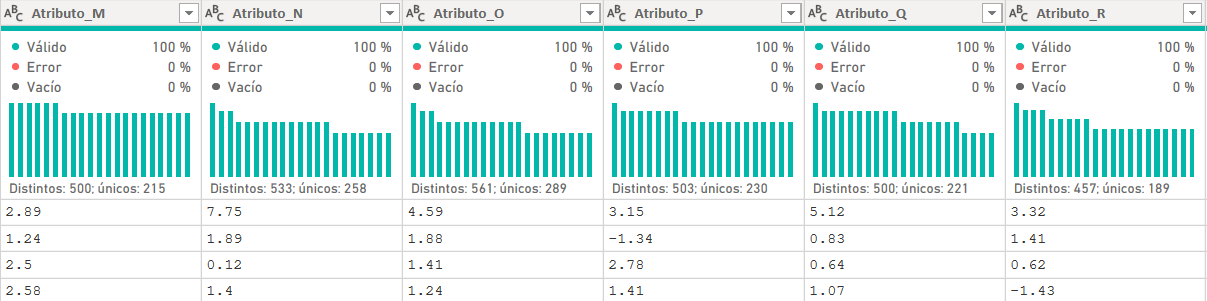 ABC Atributo_M ABC Atributo_N ABC Atributo_O ABC Atributo_P ABC Atributo_Q ABC Atributo_R
Válido 100 % Válido 100 % Válido 100 % Válido 100 % Válido 100 % Válido 100 %
Error 0 % Error 0 % Error 0 % Error 0 % Error 0 % Error 0 %
Vacío 0 % Vacío 0 % Vacío 0 % Vacío 0 % Vacío 0 % Vacío 0 %
Distintos: 500; únicos: 215 Distintos: 533; únicos: 258 Distintos: 561; únicos: 289 Distintos: 503; únicos: 230 Distintos: 500; únicos: 221 Distintos: 457; únicos: 189
2.89 7.75 4.59 3.15 5.12 3.32
1.24 1.89 1.88 -1.34 0.83 1.41
2.5 0.12 1.41 2.78 0.64 0.62
2.58 1.4 1.24 1.41 1.07 -1.43